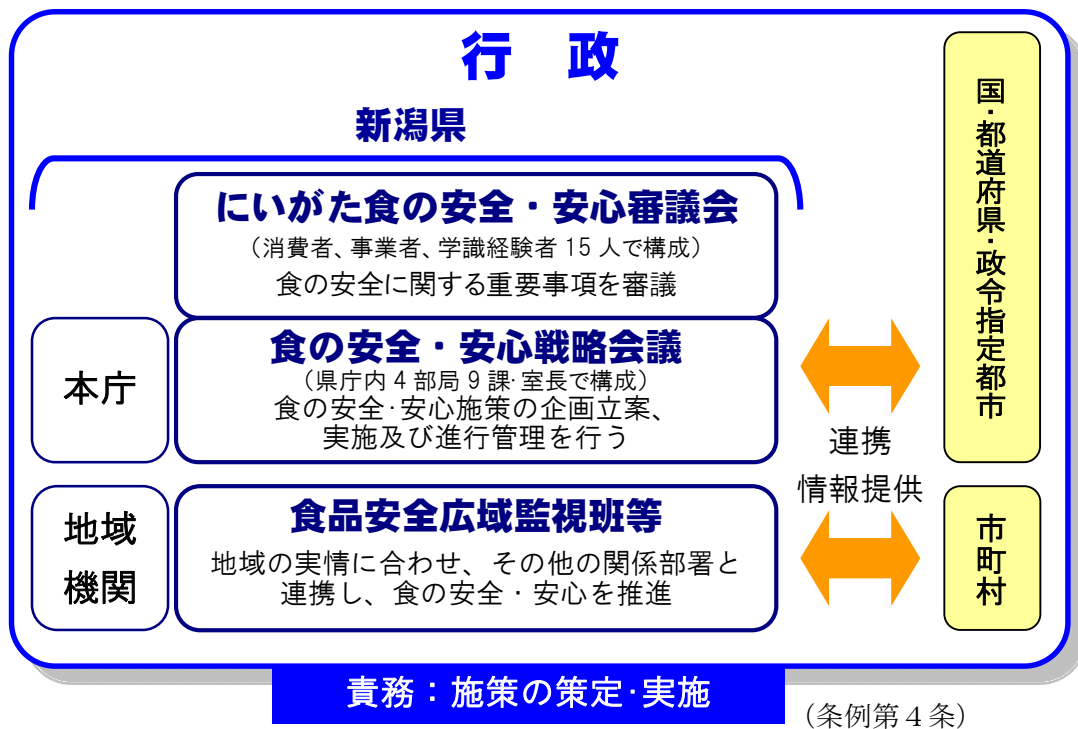 行 政
新潟県
にいがた食の安全・安心審議会
(消費者、事業者、学識経験者 15 人で構成)
食の安全に関する重要事項を審議
本庁
食の安全・安心戦略会議
(県庁内 4 部局 9 課･室長で構成)
食の安全･安心施策の企画立案、
実施及び進行管理を行う
地域
機関
食品安全広域監視班等
地域の実情に合わせ、その他の関係部署と
連携し、食の安全・安心を推進
連携
情報提供
国・都道府県・政令指定都市
市町村
責務：施策の策定･実施
(条例第 4 条)